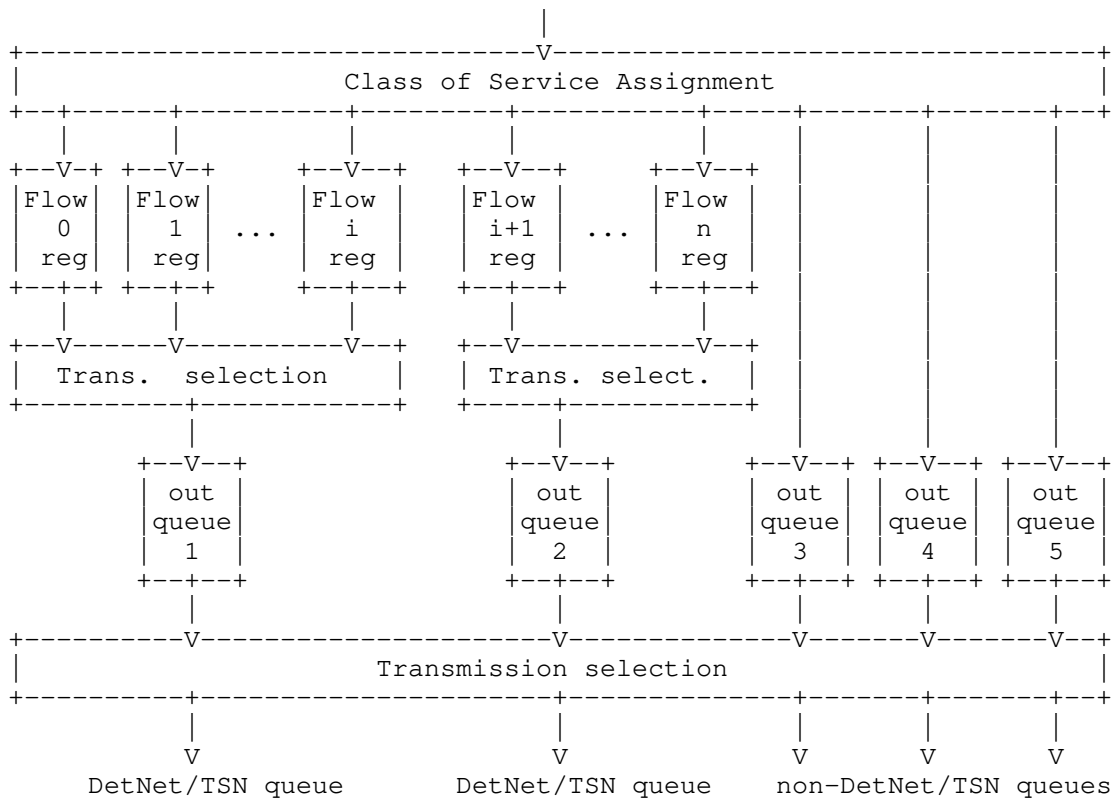 Class of Service Assignment
Flow Flow Flow Flow Flow
0 1 ... i i+1 ... n
reg reg reg reg reg
Trans. selection Trans. select.
out out out out out
queue queue queue queue queue
1 2 3 4 5
Transmission selection
DetNet/TSN queue DetNet/TSN queue non-DetNet/TSN queues